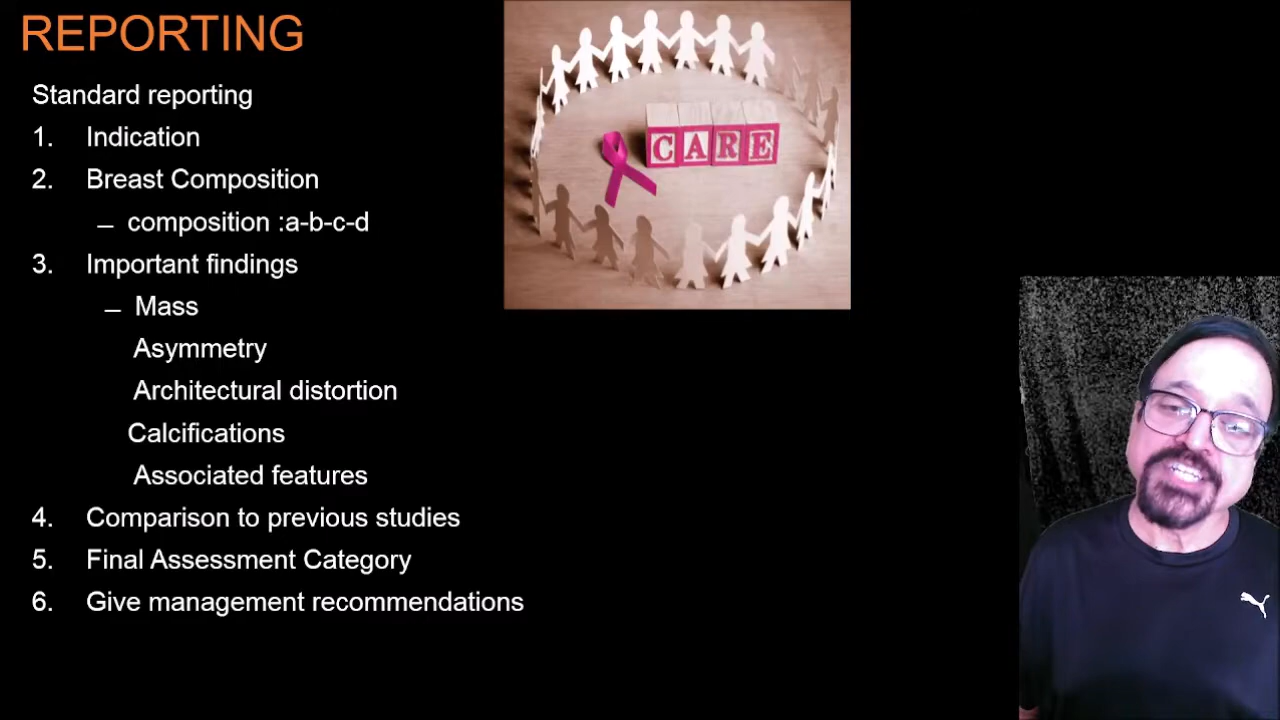 REPORTING
Standard reporting
1. Indication
2. Breast Composition
– composition :a-b-c-d
3. Important findings
– Mass
Asymmetry
Architectural distortion
Calcifications
Associated features
4. Comparison to previous studies
5. Final Assessment Category
6. Give management recommendations
CARE